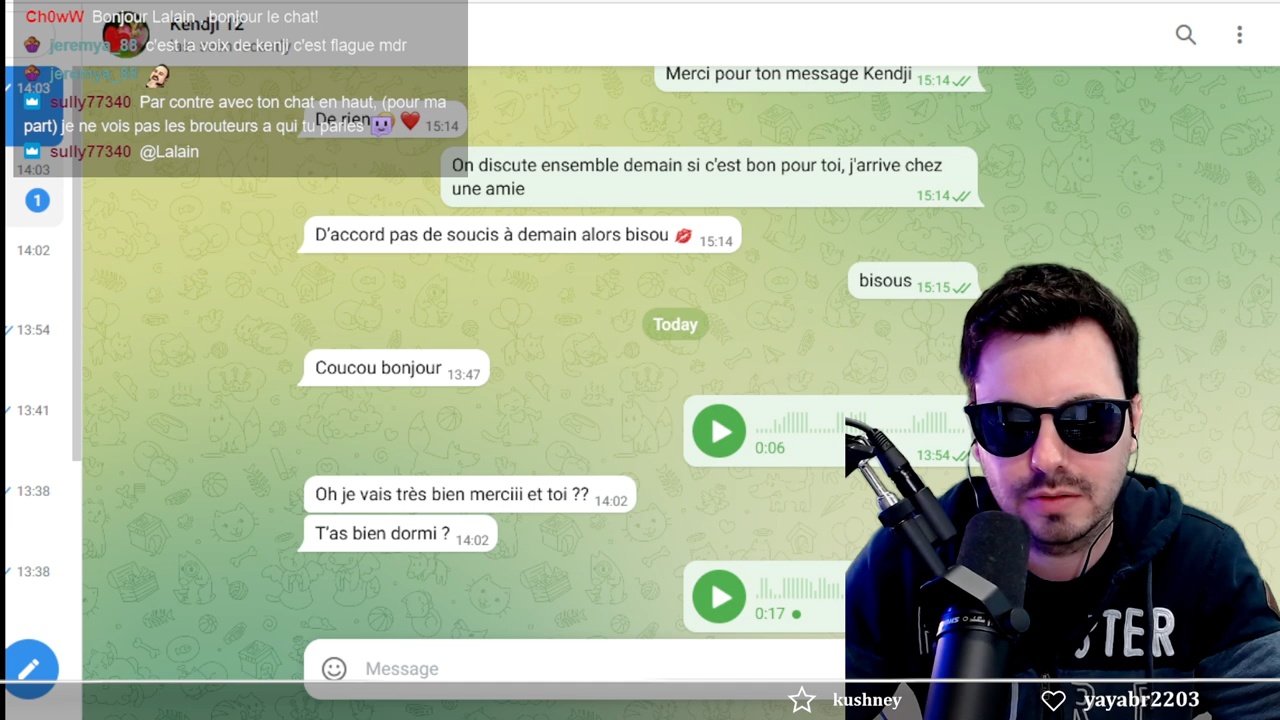 Ch0wW Bonjour Lalain, bonjour le chat!
Kendji 12
jeremya_88 c'est la voix de kenji c'est flague mdr
jeremya_88
sully77340 Par contre avec ton chat en haut, (pour ma
part) je ne vois pas les brouteurs a qui tu parles
sully77340 @Lalain
14:03
14:03
1
14:02
13:54
13:41
13:38
13:38
Merci pour ton message Kendji 15:14
De rien ❤️ 15:14
On discute ensemble demain si c'est bon pour toi, j'arrive chez
une amie
15:14
D'accord pas de soucis à demain alors bisou 💋 15:14
bisous 15:15
Today
Coucou bonjour 13:47
0:06
13:54
Oh je vais très bien merciii et toi ?? 14:02
T'as bien dormi ? 14:02
0:17
Message
STER
kushney
yayabr2203